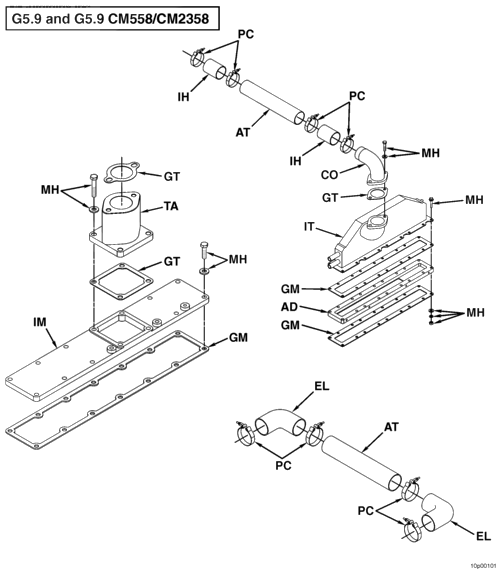 G5.9 and G5.9 CM558/CM2358
PC
IH
PC
AT
IH
MH
CO
GT
MH
GT
MH
TA
IT
GT
MH
GM
AD
IM
GM
MH
GM
EL
AT
PC
PC
EL
10p00101